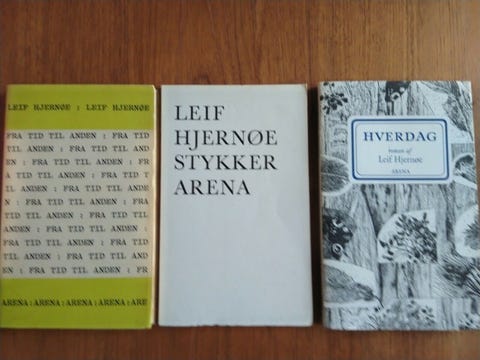 LEIF HJERNØE : LEIF HJERNØE
FRA TID TIL ANDEN : FRA TID
TIL ANDEN : FRA TID TIL AND
EN : FRA TID TIL ANDEN : FR
A TID TIL ANDEN : FRA TID T
IL ANDEN : FRA TID TIL ANDE
N : FRA TID TIL ANDEN : FRA
TID TIL ANDEN : FRA TID TIL
ANDEN : FRA TID TIL ANDEN :
FRA TID TIL ANDEN : FRA TID
TIL ANDEN : FRA TID TIL AND
EN : FRA TID TIL ANDEN : FR
ARENA : ARENA : ARENA : ARENA : ARE
LEIF
HJERNØE
STYKKER
ARENA
HVERDAG
roman af
Leif Hjernøe
ARENA